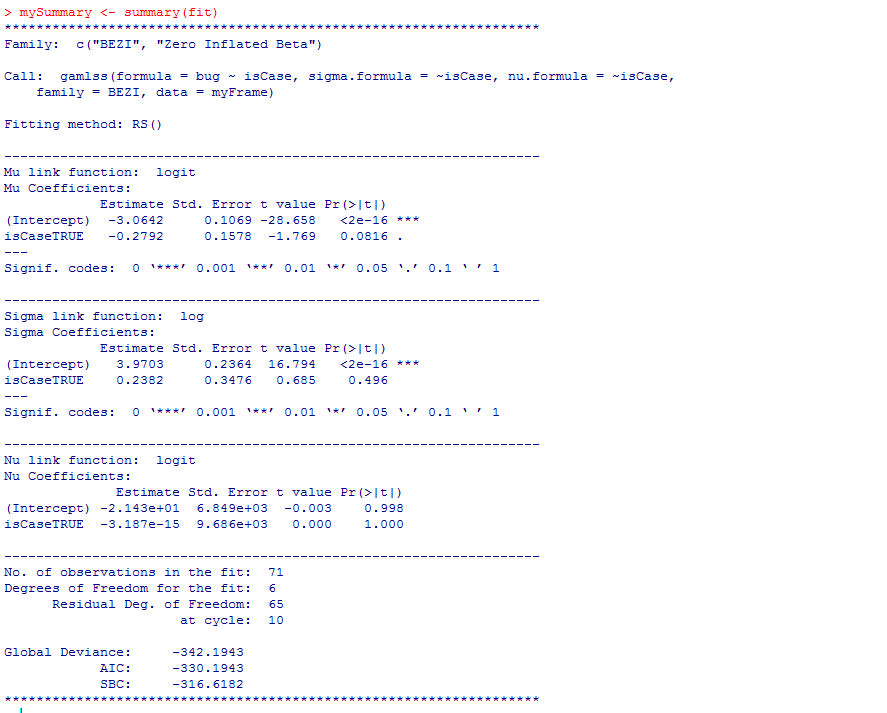 > mySummary <- summary(fit)
*******************************************************************
Family:  c("BEZI", "Zero Inflated Beta")
Call:  gamlss(formula = bug ~ isCase, sigma.formula = ~isCase, nu.formula = ~isCase,
    family = BEZI, data = myFrame)
Fitting method: RS()
-------------------------------------------------------------------
Mu link function:  logit
Mu Coefficients:
            Estimate Std. Error t value Pr(>|t|)
(Intercept)  -3.0642     0.1069 -28.658   <2e-16 ***
isCaseTRUE   -0.2792     0.1578  -1.769   0.0816 .
---
Signif. codes:  0 ‘***’ 0.001 ‘**’ 0.01 ‘*’ 0.05 ‘.’ 0.1 ‘ ’ 1
-------------------------------------------------------------------
Sigma link function:  log
Sigma Coefficients:
            Estimate Std. Error t value Pr(>|t|)
(Intercept)   3.9703     0.2364  16.794   <2e-16 ***
isCaseTRUE    0.2382     0.3476   0.685    0.496
---
Signif. codes:  0 ‘***’ 0.001 ‘**’ 0.01 ‘*’ 0.05 ‘.’ 0.1 ‘ ’ 1
-------------------------------------------------------------------
Nu link function:  logit
Nu Coefficients:
              Estimate Std. Error t value Pr(>|t|)
(Intercept) -2.143e+01  6.849e+03  -0.003    0.998
isCaseTRUE  -3.187e-15  9.686e+03   0.000    1.000
-------------------------------------------------------------------
No. of observations in the fit:  71
Degrees of Freedom for the fit:  6
      Residual Deg. of Freedom:  65
                      at cycle:  10
Global Deviance:     -342.1943
            AIC:     -330.1943
            SBC:     -316.6182
*******************************************************************